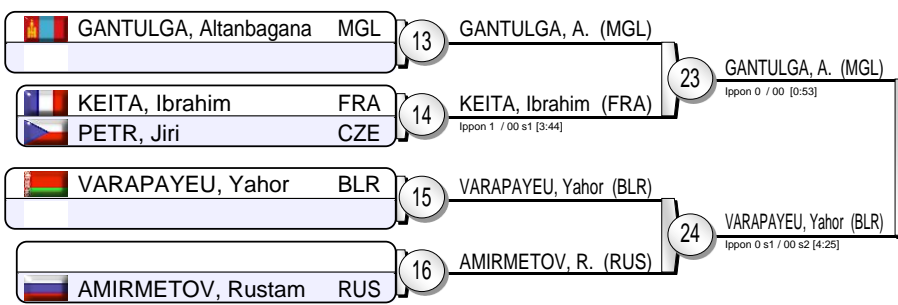 GANTULGA, Altanbagana MGL
13
GANTULGA, A. (MGL)
23
GANTULGA, A. (MGL)
Ippon 0 / 00 [0:53]
KEITA, Ibrahim FRA
PETR, Jiri CZE
14
KEITA, Ibrahim (FRA)
Ippon 1 / 00 s1 [3:44]
VARAPAYEU, Yahor BLR
15
VARAPAYEU, Yahor (BLR)
24
VARAPAYEU, Yahor (BLR)
Ippon 0 s1 / 00 s2 [4:25]
AMIRMETOV, Rustam RUS
16
AMIRMETOV, R. (RUS)